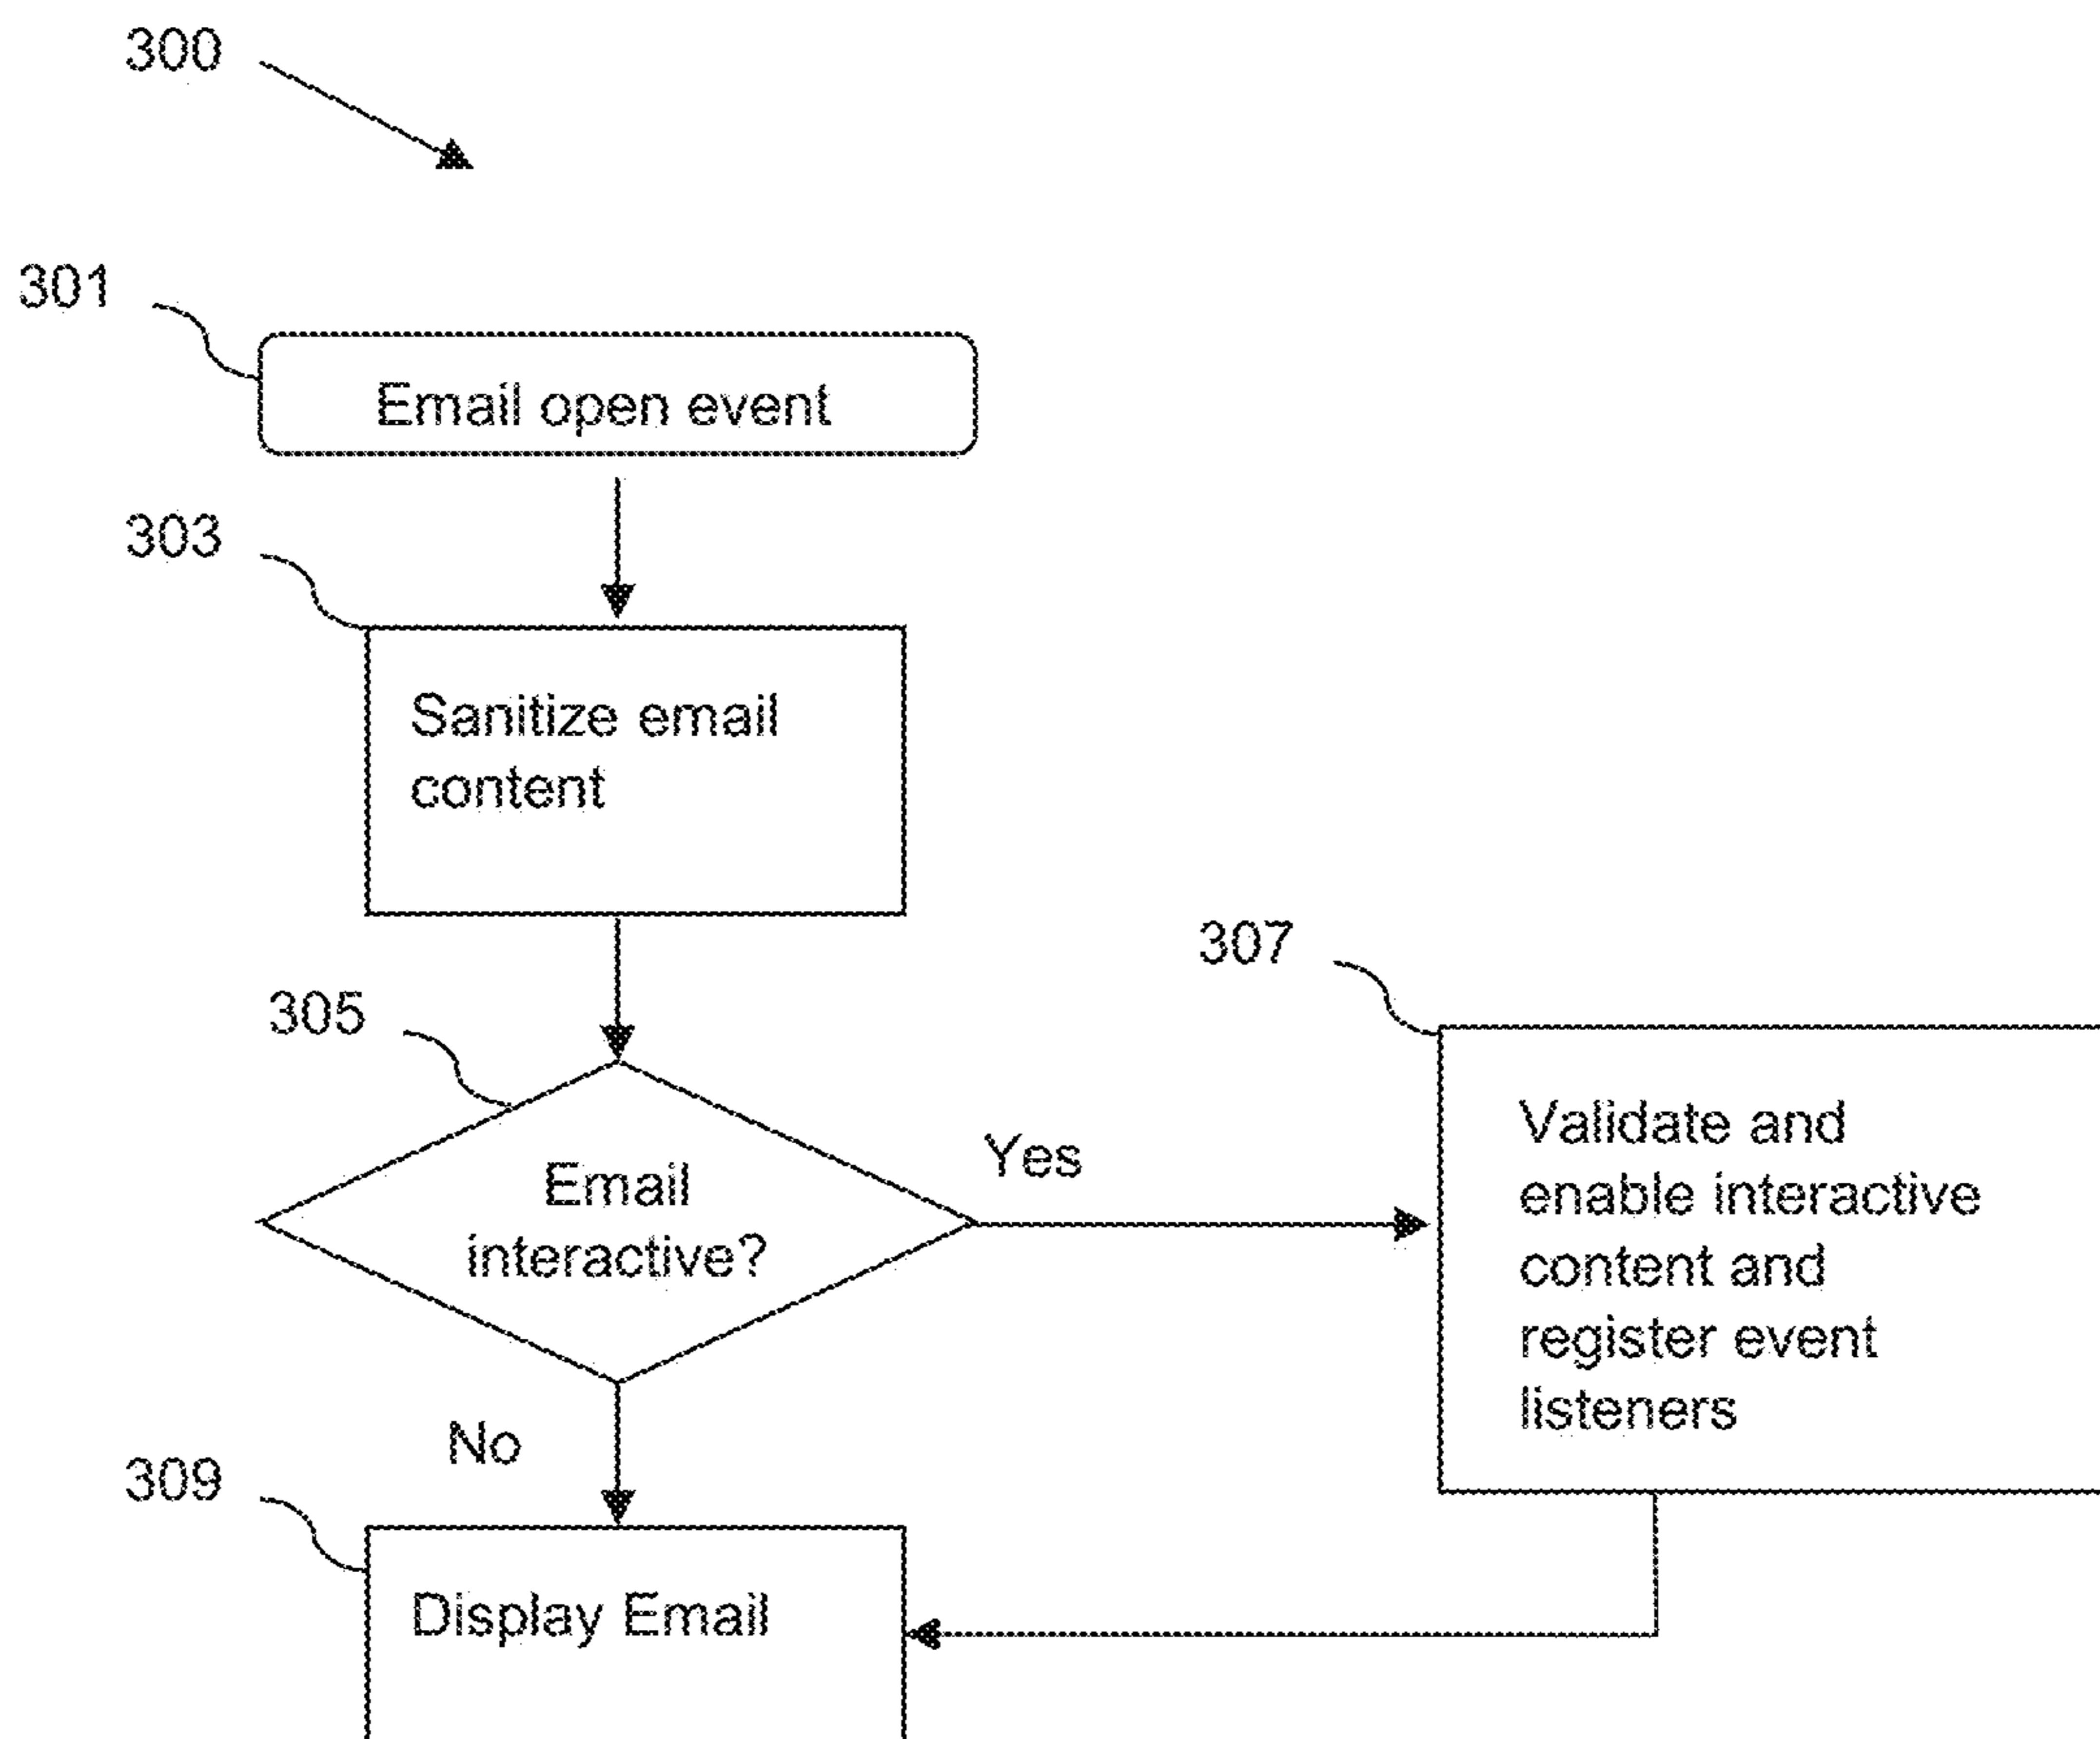 300
301
Email open event
303
Sanitize email
content
305
Email
interactive?
Yes
307
Validate and
enable interactive
content and
register event
listeners
No
309
Display Email